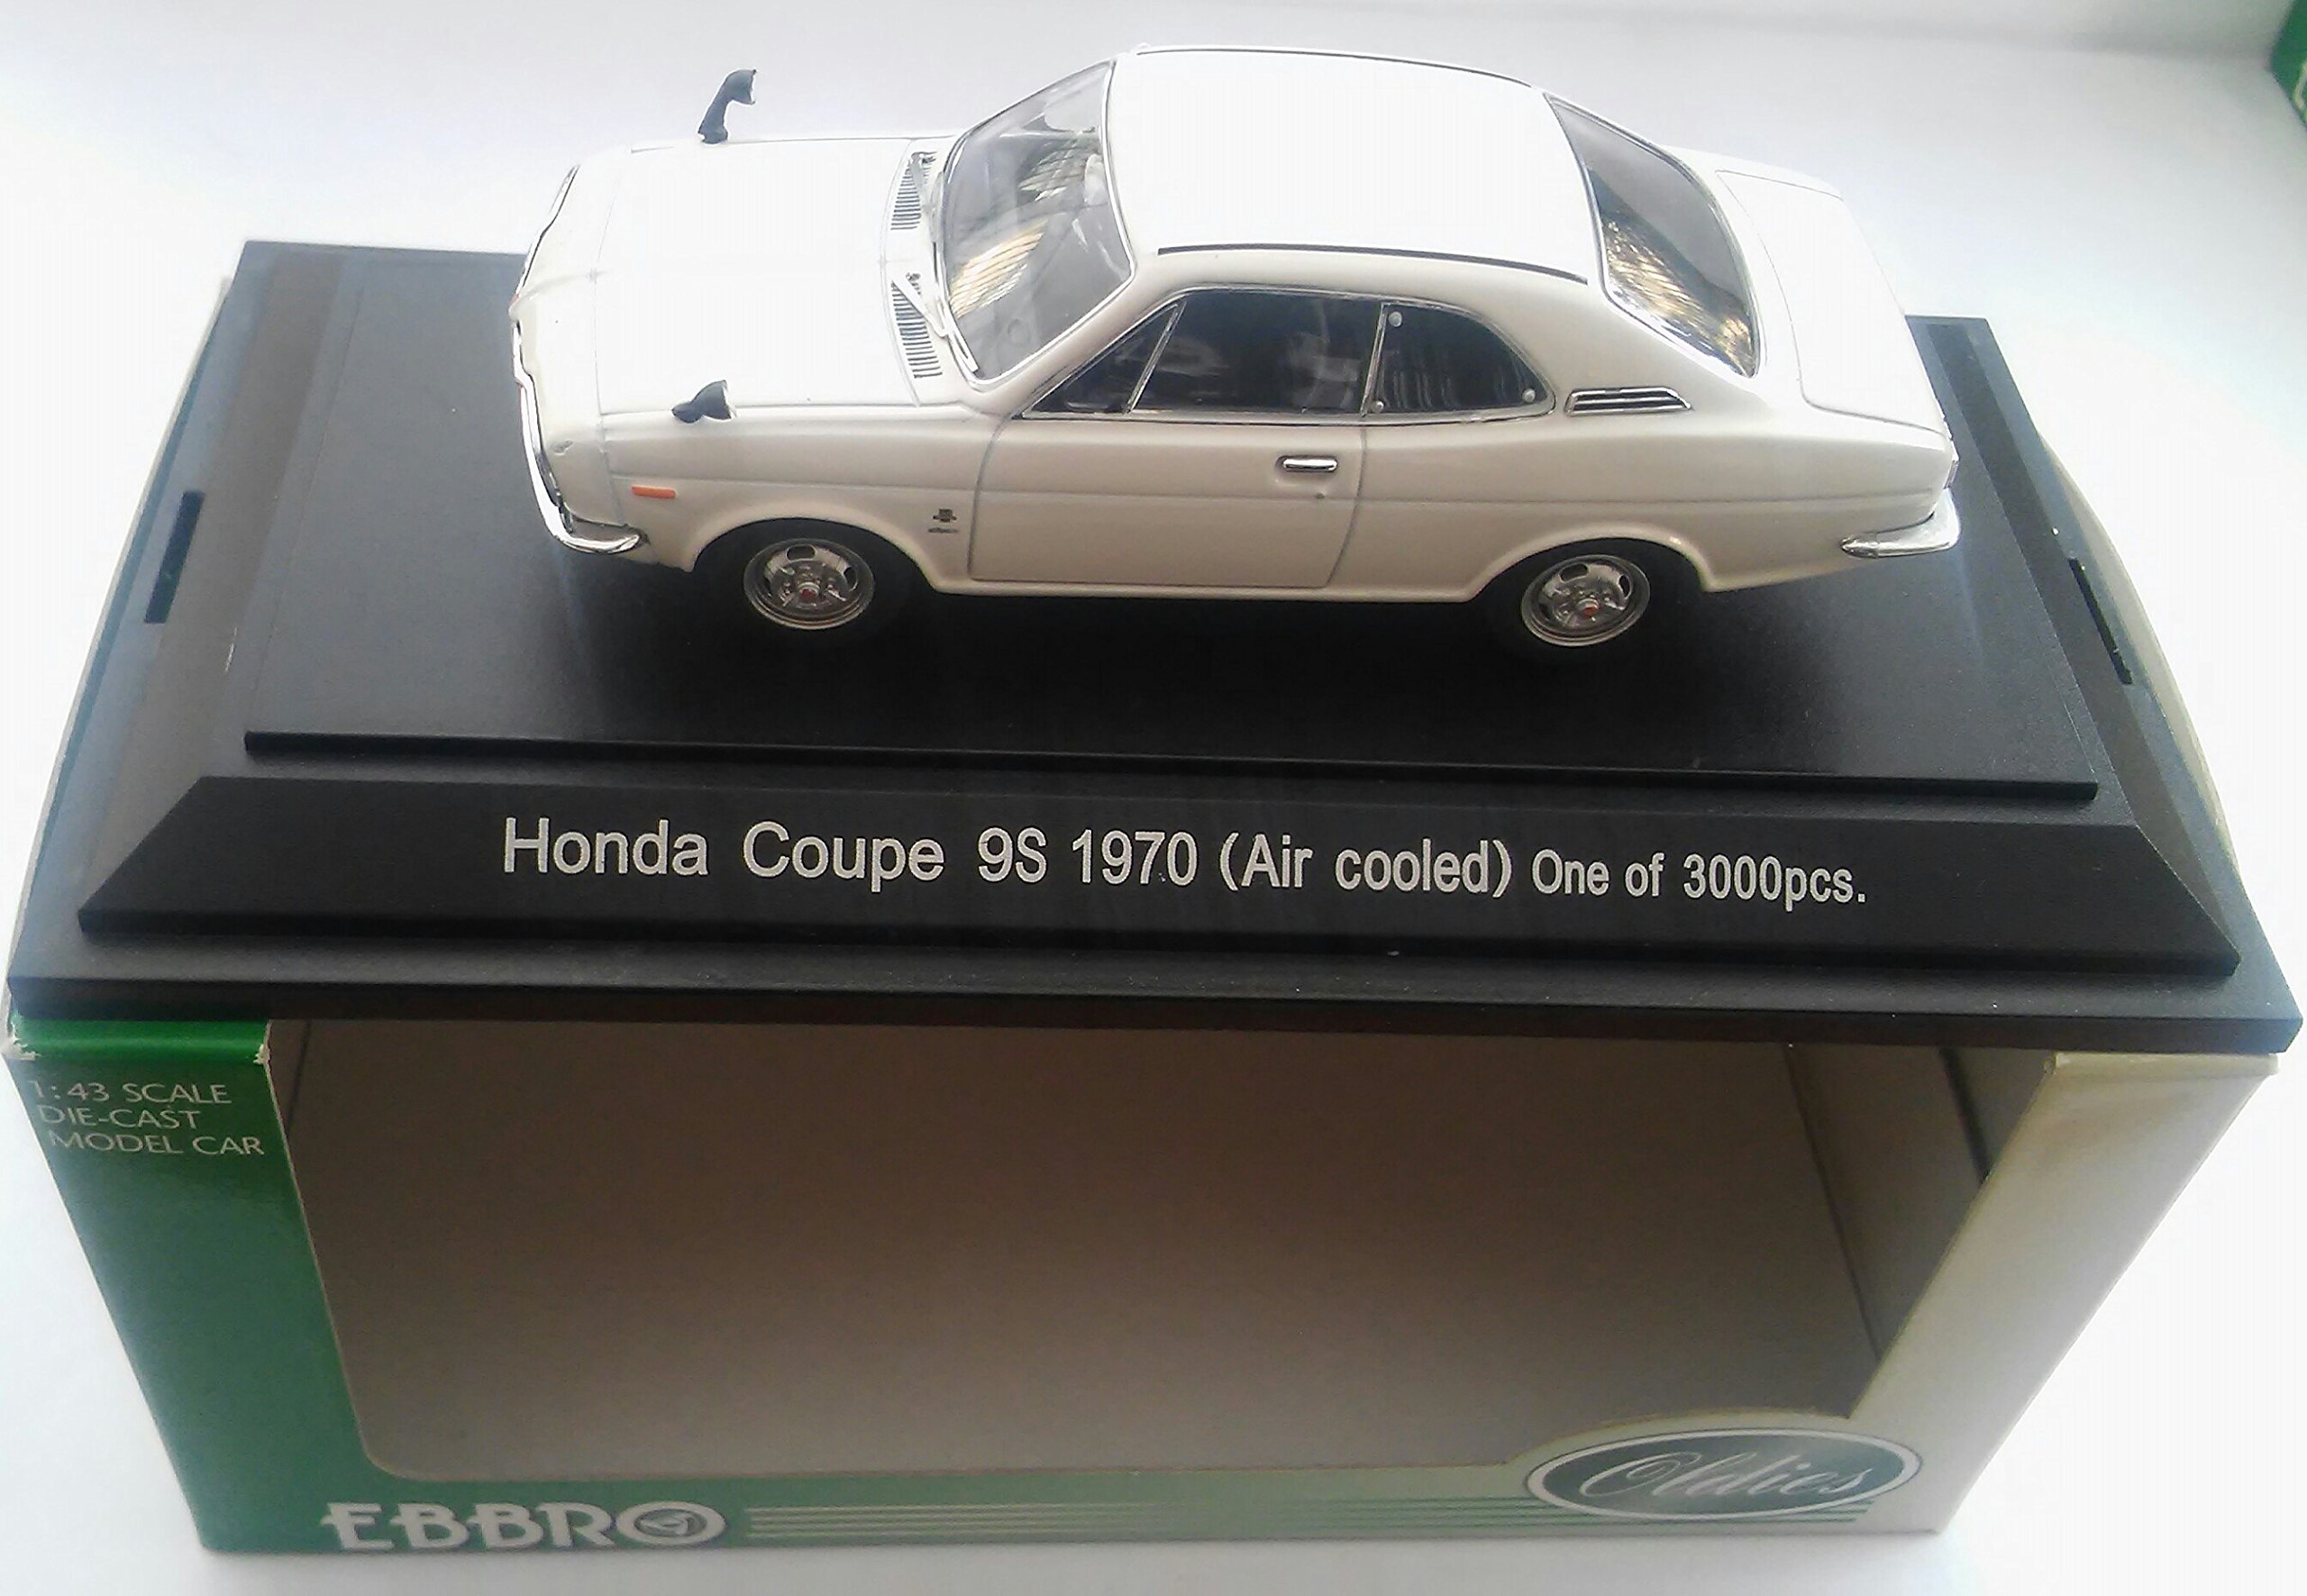 Honda Coupe 9S 1970 (Air cooled) One of 3000pcs.
1:43 SCALE
DIE-CAST
MODEL CAR
Oldies
EBBRO